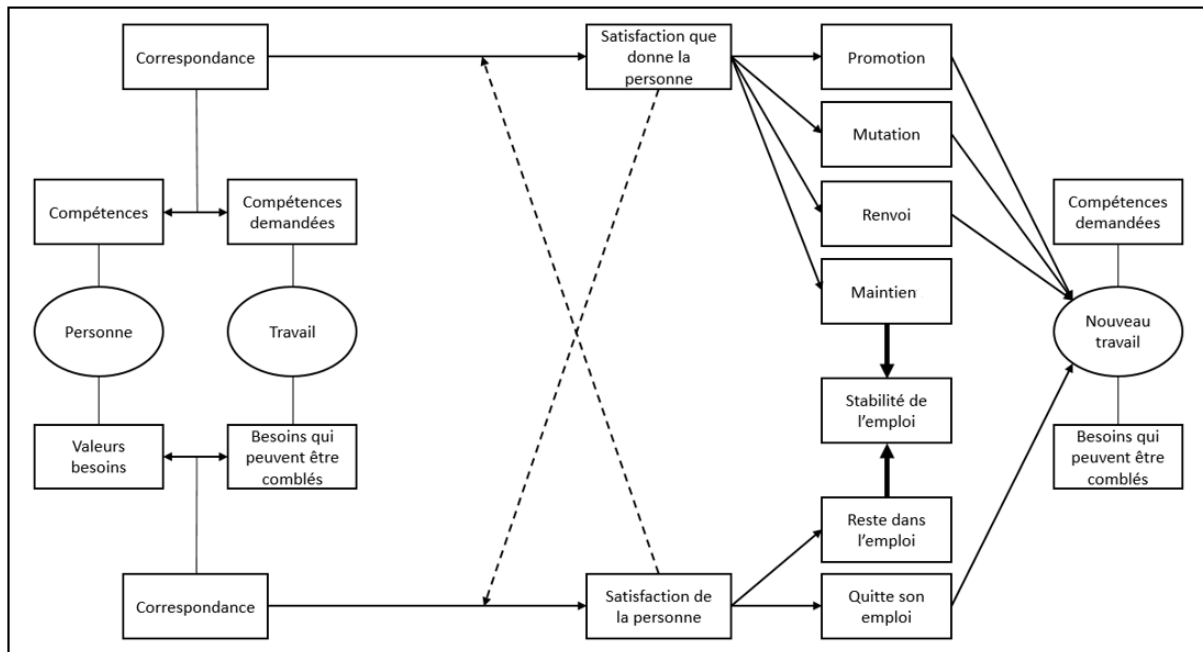 Correspondance
Satisfaction que
donne la
personne
Promotion
Mutation
Compétences
Compétences
demandées
Renvoi
Compétences
demandées
Maintien
Personne
Travail
Nouveau
travail
Stabilité de
l'emploi
Valeurs
besoins
Besoins qui
peuvent être
comblés
Besoins qui
peuvent être
comblés
Reste dans
l'emploi
Correspondance
Satisfaction de
la personne
Quitte son
emploi